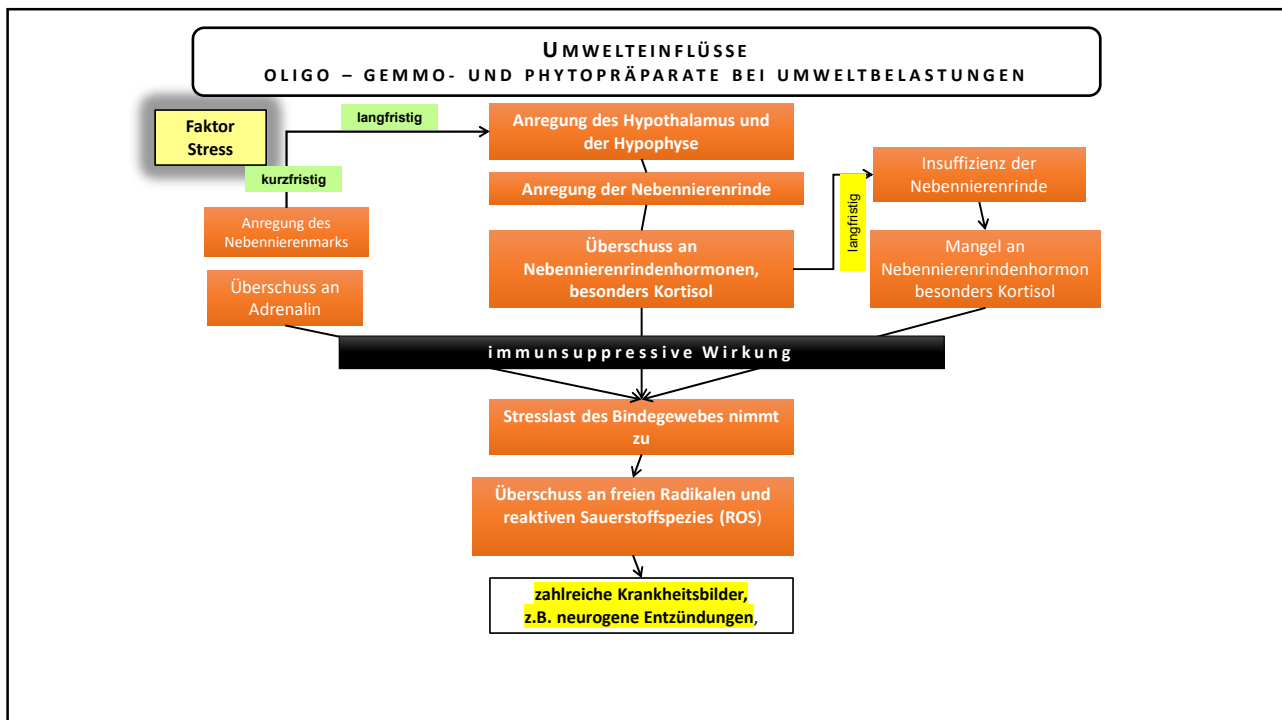 UMWELTEINFLÜSSE
OLIGO – GEMMO- UND PHYTOPRÄPARATE BEI UMWELTBELASTUNGEN
Faktor
Stress
langfristig
kurzfristig
Anregung des
Nebennierenmarks
Überschuss an
Adrenalin
Anregung des Hypothalamus und
der Hypophyse
Anregung der Nebennierenrinde
Überschuss an
Nebennierenrindenhormonen,
besonders Kortisol
langfristig
Insuffizienz der
Nebennierenrinde
Mangel an
Nebennierenrindenhormon
besonders Kortisol
immunsuppressive Wirkung
Stresslast des Bindegewebes nimmt
zu
Überschuss an freien Radikalen und
reaktiven Sauerstoffspezies (ROS)
zahlreiche Krankheitsbilder,
z.B. neurogene Entzündungen,